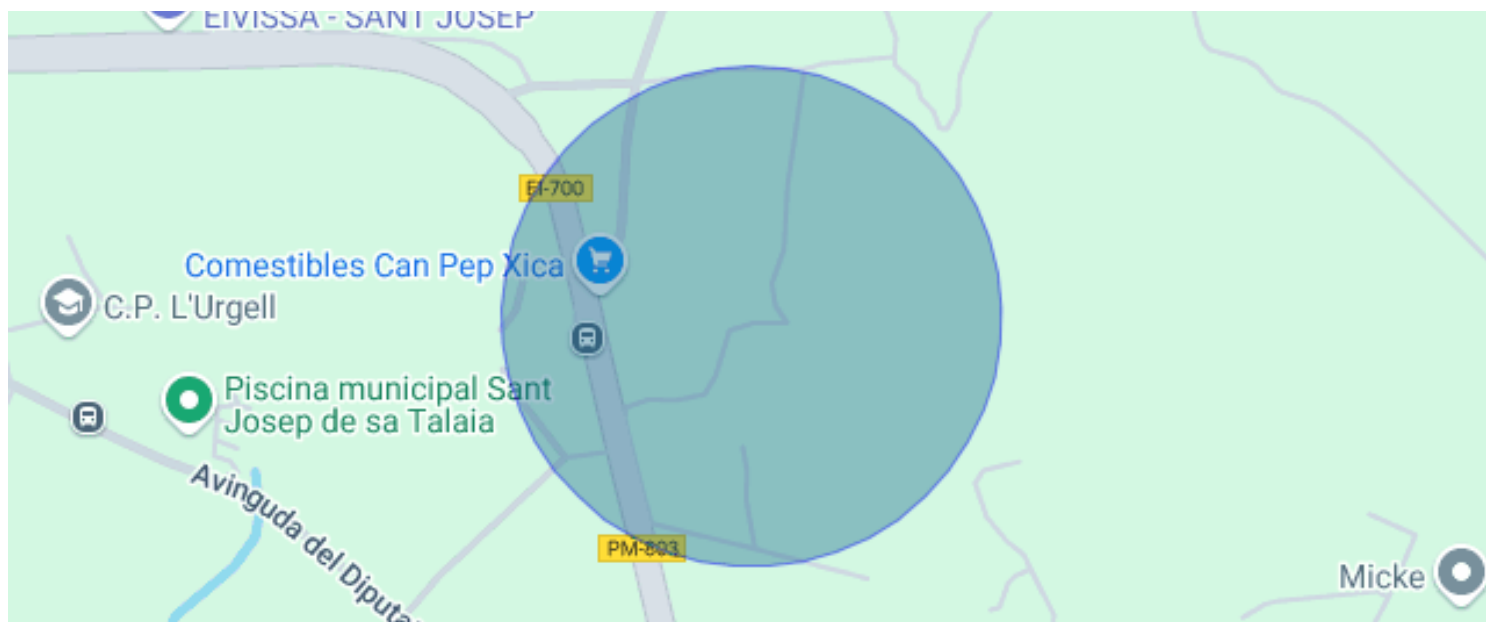 EIVISSA - SANT JOSEP
EI-700
Comestibles Can Pep Xica
C.P. L'Urgell
Piscina municipal Sant
Josep de sa Talaia
Avinguda del Diputa
PM-803
Micke